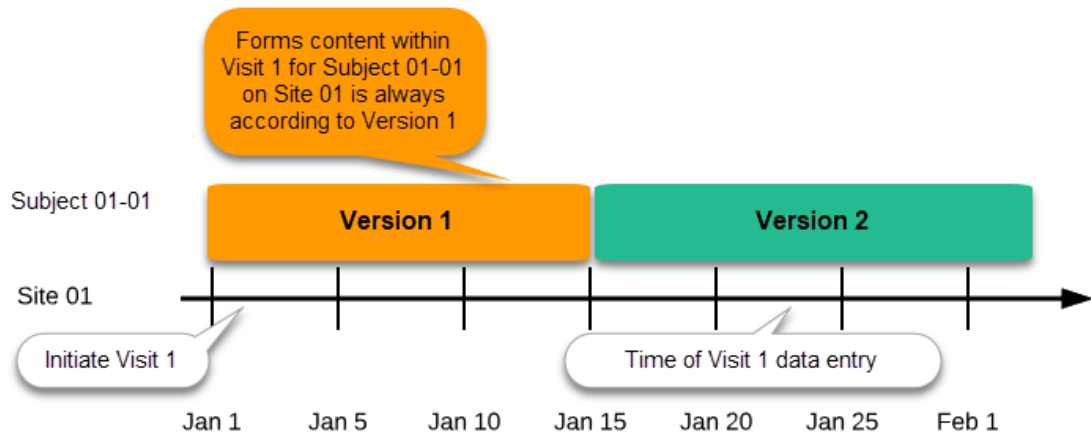 Forms content within
Visit 1 for Subject 01-01
on Site 01 is always
according to Version 1
Subject 01-01
Version 1
Version 2
Site 01
Initiate Visit 1
Time of Visit 1 data entry
Jan 1
Jan 5
Jan 10
Jan 15
Jan 20
Jan 25
Feb 1